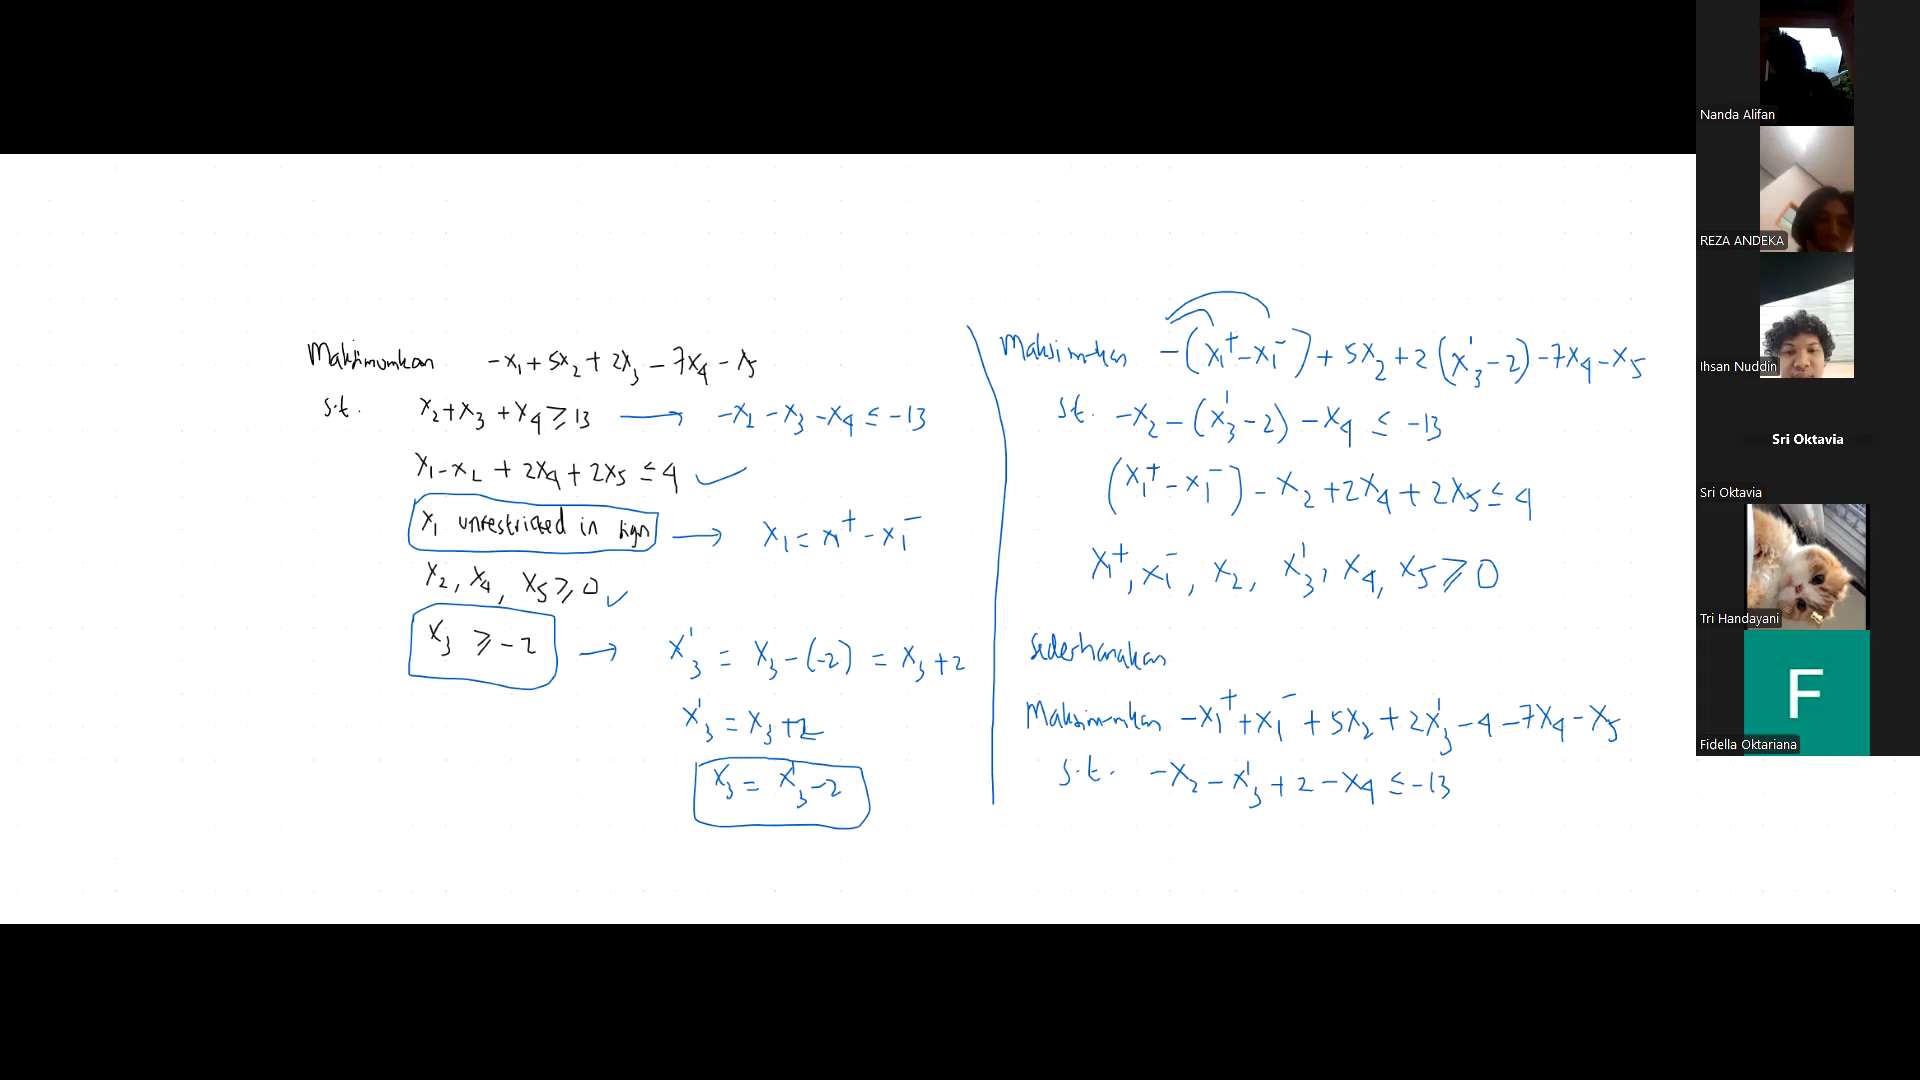 Maksimumkan -x₁ + 5x₂ + 2x₃ - 7x₄ - x₅
s.t. x₂ + x₃ + x₄ ≥ 13 → -x₂ - x₃ - x₄ ≤ -13
x₁ - x₂ + 2x₄ + 2x₅ ≤ 4 ✓
x₁ unrestricted in sign → x₁ = x₁⁺ - x₁⁻
x₂, x₄, x₅ ≥ 0 ✓
x₃ ≥ -2 → x₃' = x₃ - (-2) = x₃ + 2
x₃' = x₃ + 2
x₃ = x₃' - 2
Maksimumkan -(x₁⁺ - x₁⁻) + 5x₂ + 2(x₃' - 2) - 7x₄ - x₅
s.t. -x₂ - (x₃' - 2) - x₄ ≤ -13
(x₁⁺ - x₁⁻) - x₂ + 2x₄ + 2x₅ ≤ 4
x₁⁺, x₁⁻, x₂, x₃', x₄, x₅ ≥ 0
sederhanakan
Maksimumkan -x₁⁺ + x₁⁻ + 5x₂ + 2x₃' - 4 - 7x₄ - x₅
s.t. -x₂ - x₃' + 2 - x₄ ≤ -13
Nanda Alifan
REZA ANDEKA
Ihsan Nuddin
Sri Oktavia
Sri Oktavia
Tri Handayani
F
Fidella Oktariana